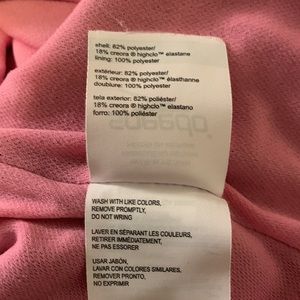 shell: 82% polyester/
18% creora ® highclo™ elastane
lining: 100% polyester
extérieur: 82% polyester/
18% creora ® highclo™ élasthanne
doublure: 100% polyester
tela exterior: 82% poliéster/
18% creora ® highclo™ elastano
forro: 100% poliéster
WASH WITH LIKE COLORS,
REMOVE PROMPTLY,
DO NOT WRING
LAVER EN SÉPARANT LES COULEURS,
RETIRER IMMÉDIATEMENT,
NE PAS ESSORER
USAR JABÓN,
LAVAR CON COLORES SIMILARES,
REMOVER PRONTO,
NO EXPRIMIR